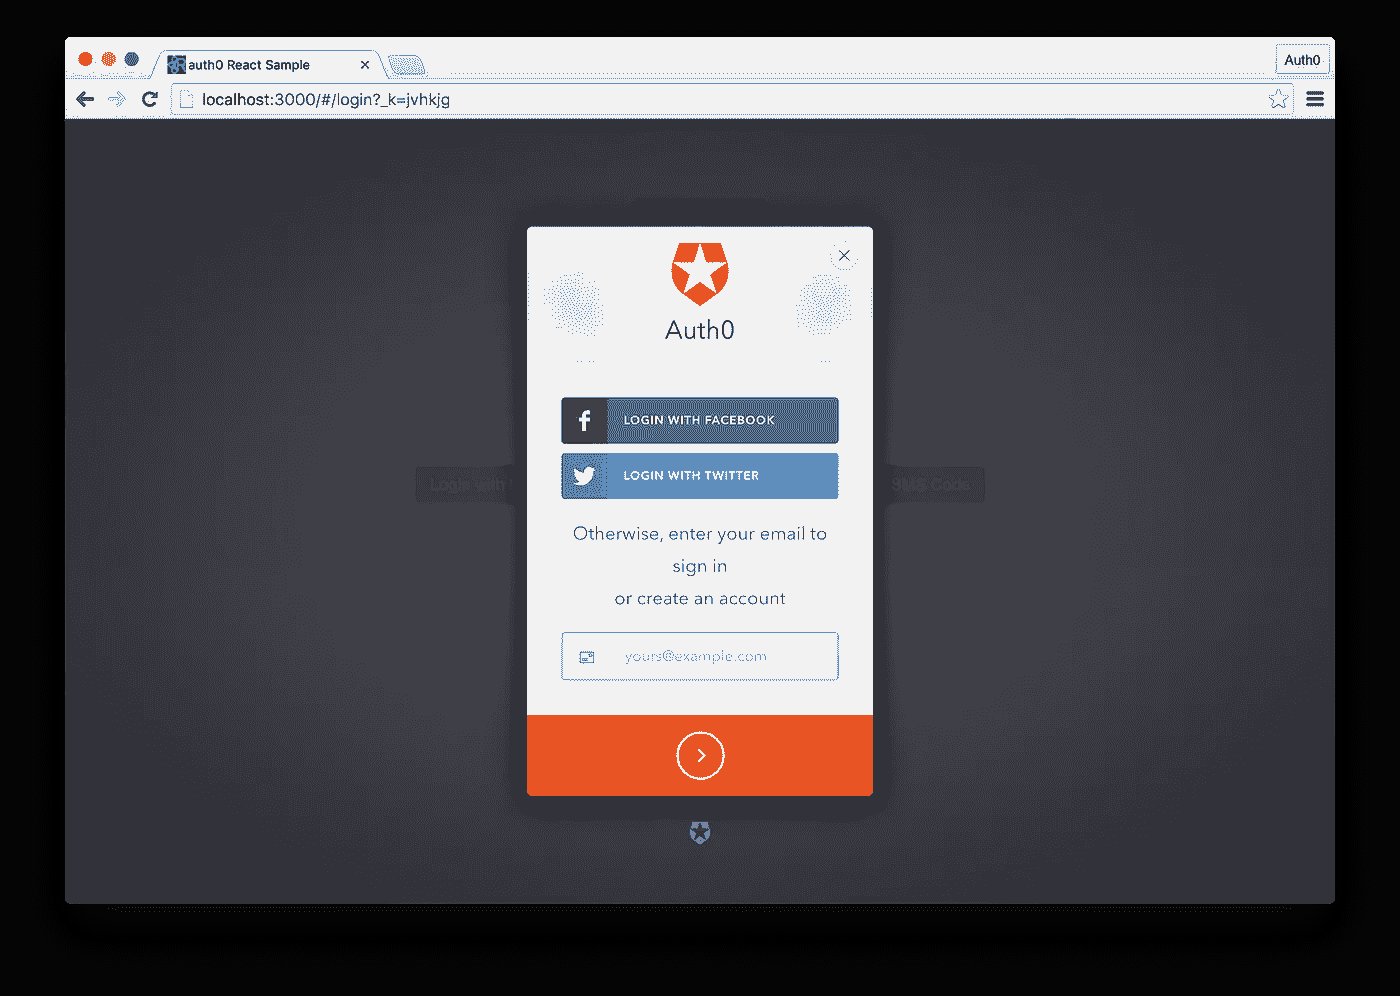 auth0 React Sample
Auth0
localhost:3000/#/login?_k=jvhkjg
Auth0
LOGIN WITH FACEBOOK
LOGIN WITH TWITTER
Login with
SMS Code
Otherwise, enter your email to
sign in
or create an account
yours@example.com